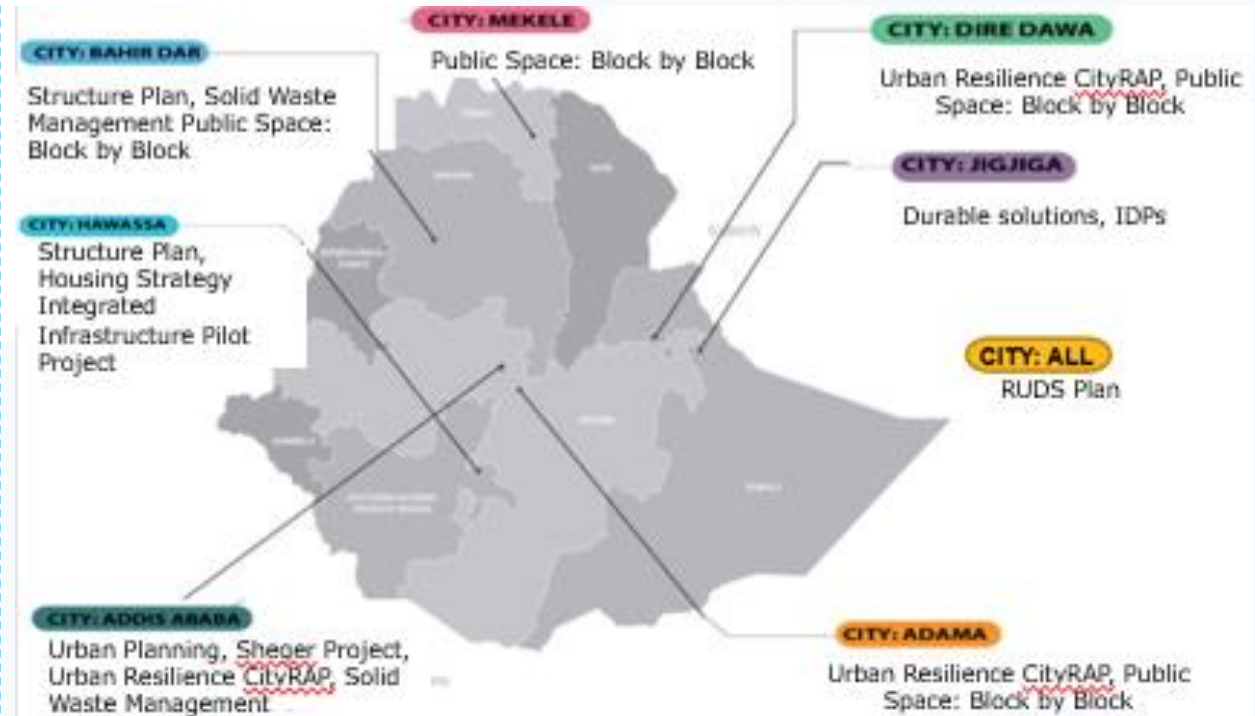 CITY: MEKELE
Public Space: Block by Block
CITY: BAHIR DAR
Structure Plan, Solid Waste
Management Public Space:
Block by Block
CITY: DIRE DAWA
Urban Resilience CityRAP, Public
Space: Block by Block
CITY: JIGJIGA
Durable solutions, IDPs
CITY: HAWASSA
Structure Plan,
Housing Strategy
Integrated
Infrastructure Pilot
Project
CITY: ALL
RUDS Plan
CITY: ADDIS ABABA
Urban Planning, Sheger Project,
Urban Resilience CityRAP, Solid
Waste Management
CITY: ADAMA
Urban Resilience CityRAP, Public
Space: Block by Block